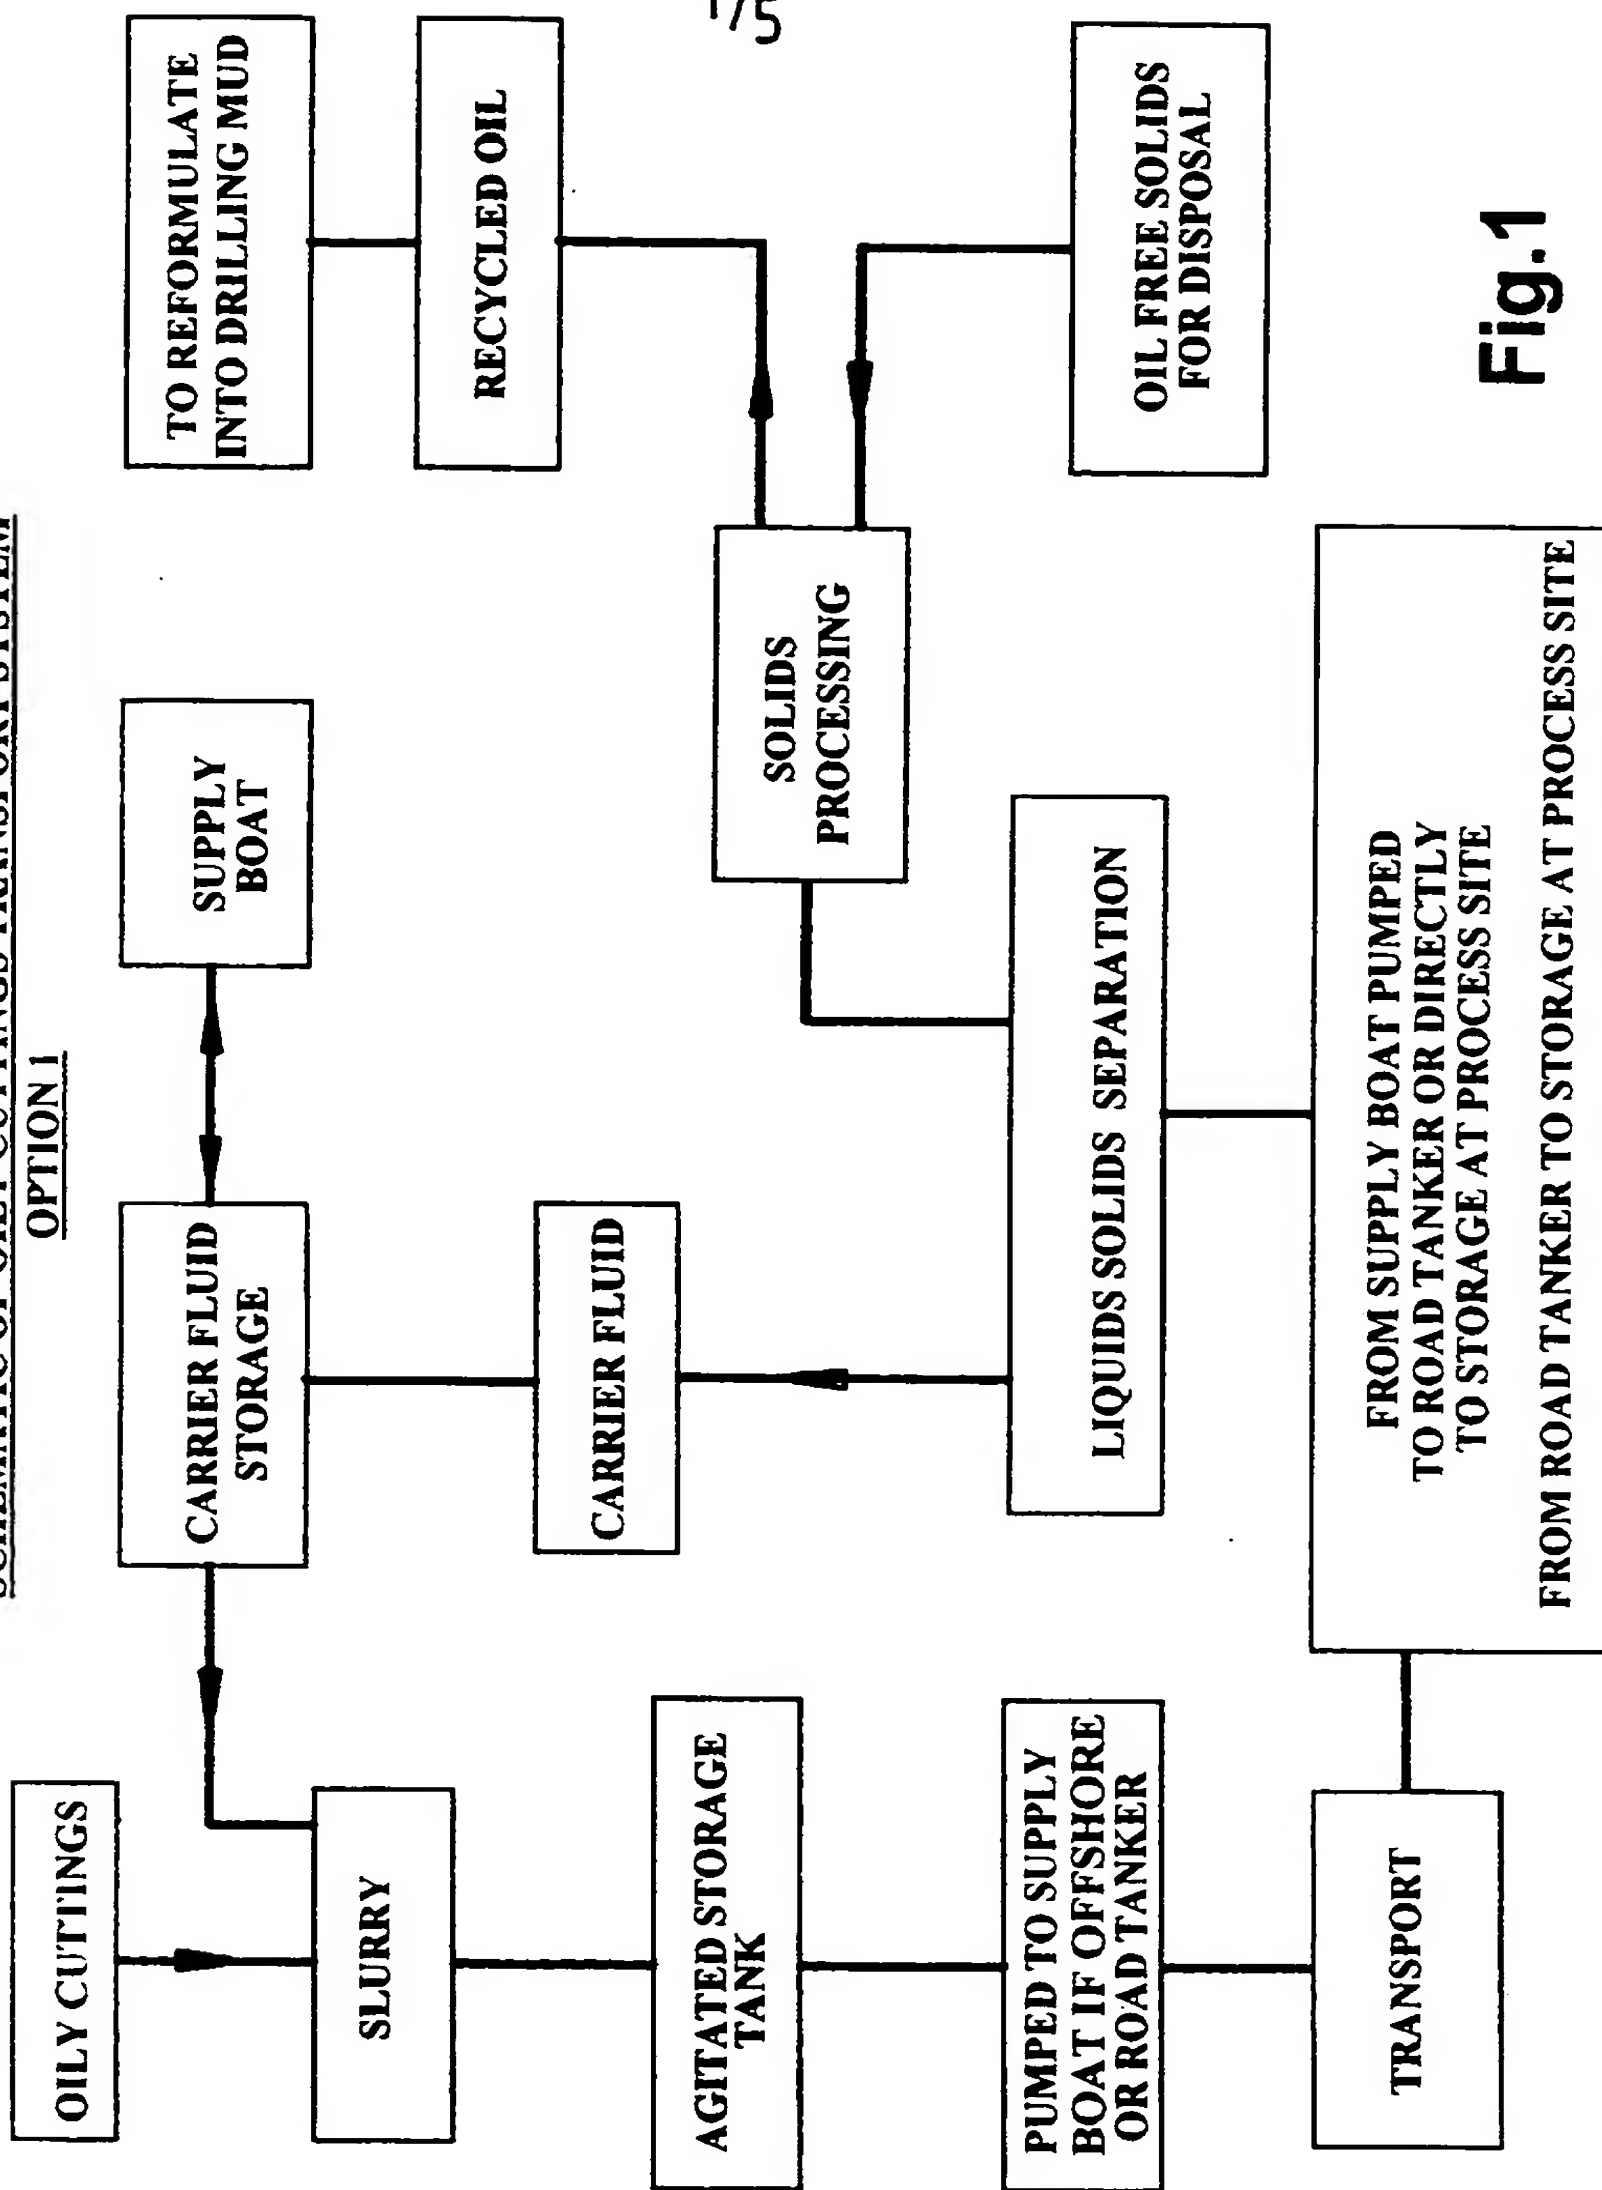 1/5
SCHEMATIC OF OILY CUTTINGS TRANSPORT SYSTEM
OPTION 1
OILY CUTTINGS
SLURRY
AGITATED STORAGE
TANK
PUMPED TO SUPPLY
BOAT IF OFFSHORE
OR ROAD TANKER
TRANSPORT
CARRIER FLUID
STORAGE
CARRIER FLUID
LIQUIDS SOLIDS SEPARATION
FROM SUPPLY BOAT PUMPED
TO ROAD TANKER OR DIRECTLY
TO STORAGE AT PROCESS SITE
FROM ROAD TANKER TO STORAGE AT PROCESS SITE
SUPPLY
BOAT
SOLIDS
PROCESSING
TO REFORMULATE
INTO DRILLING MUD
RECYCLED OIL
OIL FREE SOLIDS
FOR DISPOSAL
Fig.1